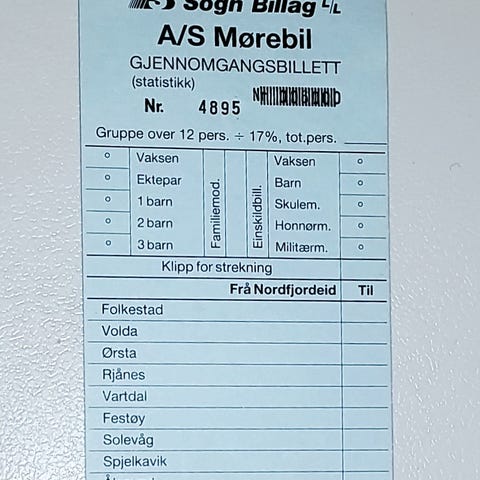 Sogn Billag L/L
A/S Mørebil
GJENNOMGANGSBILLETT
(statistikk)
Nr. 4895
Gruppe over 12 pers. ÷ 17%, tot.pers.
Vaksen Vaksen
Ektepar Barn
1 barn Skulem.
2 barn Honnørm.
3 barn Militærm.
Familiemod.
Einskildbill.
Klipp for strekning
Frå Nordfjordeid Til
Folkestad
Volda
Ørsta
Rjånes
Vartdal
Festøy
Solevåg
Spjelkavik